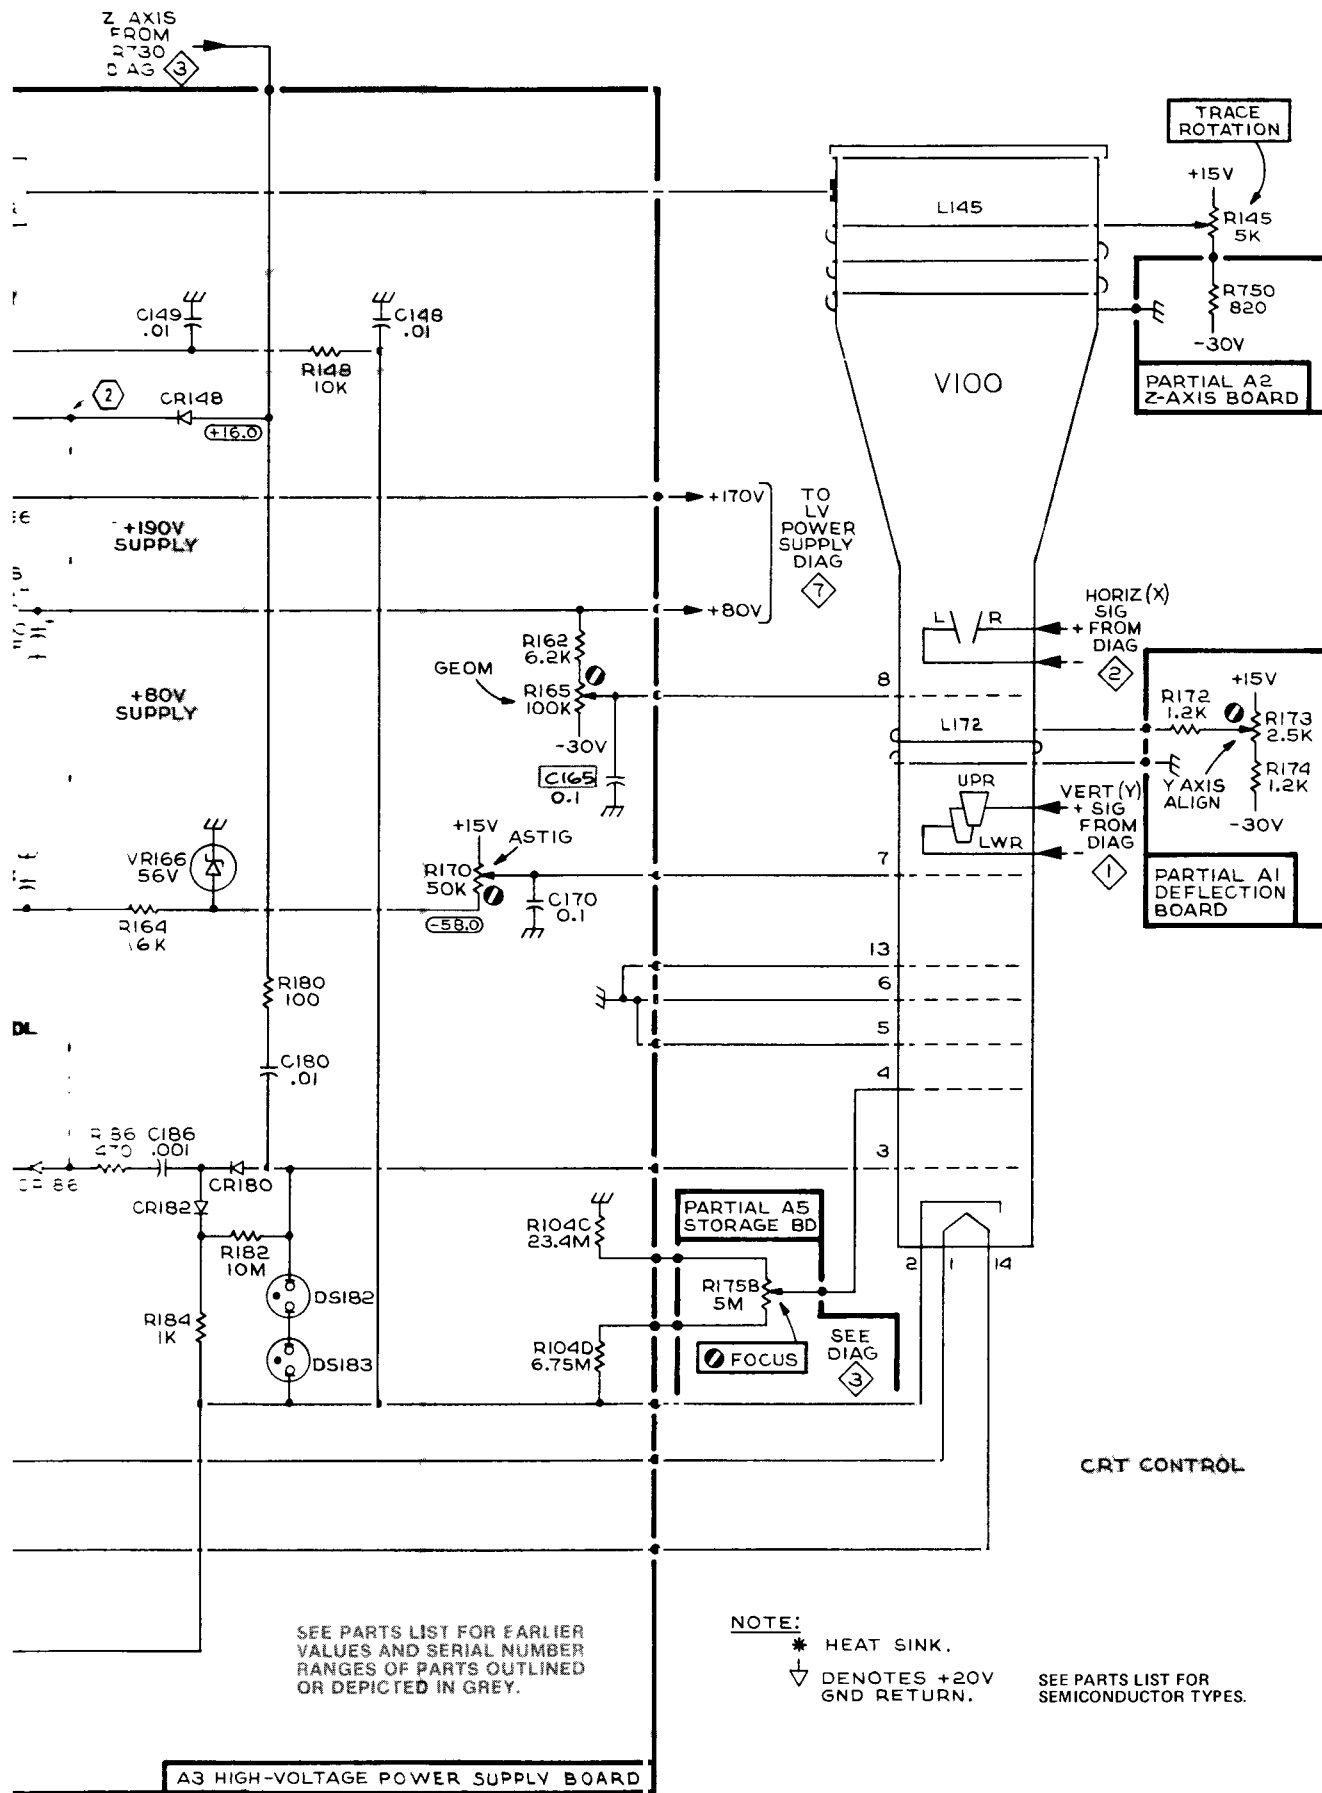 Z AXIS
FROM
R730
DIAG 3
TRACE
ROTATION
+15V
L145
R145
5K
C149
.01
C148
.01
R750
820
R148
10K
-30V
V100
PARTIAL A2
Z-AXIS BOARD
2
CR148
+16.0
+170V
TO
LV
POWER
SUPPLY
DIAG
7
+190V
SUPPLY
+80V
HORIZ (X)
SIG
+ FROM
DIAG
2
L R
R162
6.2K
GEOM
R165
100K
8
+80V
SUPPLY
-30V
C165
0.1
L172
R172
1.2K
+15V
R173
2.5K
R174
1.2K
Y AXIS
ALIGN
-30V
UPR
LWR
VERT (Y)
+ SIG
FROM
DIAG
1
+15V
ASTIG
VR166
56V
R170
50K
7
C170
0.1
-58.0
PARTIAL A1
DEFLECTION
BOARD
R164
13
R180
100
6
5
C180
.01
4
R186
470
C186
.001
3
CR186
CR180
CR182
R182
10M
R104C
23.4M
PARTIAL A5
STORAGE BD
2 1 14
DS182
R175B
5M
R184
1K
DS183
R104D
6.75M
FOCUS
SEE
DIAG
3
CRT CONTROL
SEE PARTS LIST FOR EARLIER
VALUES AND SERIAL NUMBER
RANGES OF PARTS OUTLINED
OR DEPICTED IN GREY.
NOTE:
* HEAT SINK.
DENOTES +20V
GND RETURN.
SEE PARTS LIST FOR
SEMICONDUCTOR TYPES.
A3 HIGH-VOLTAGE POWER SUPPLY BOARD